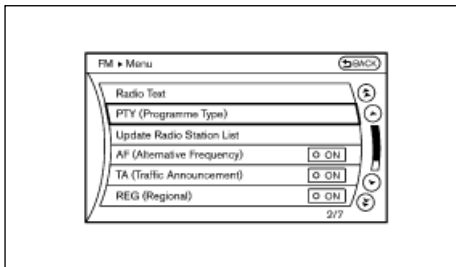 FM ▸ Menu BACK
Radio Text
PTY (Programme Type)
Update Radio Station List
AF (Alternative Frequency) ON
TA (Traffic Announcement) ON
REG (Regional) ON
2/7